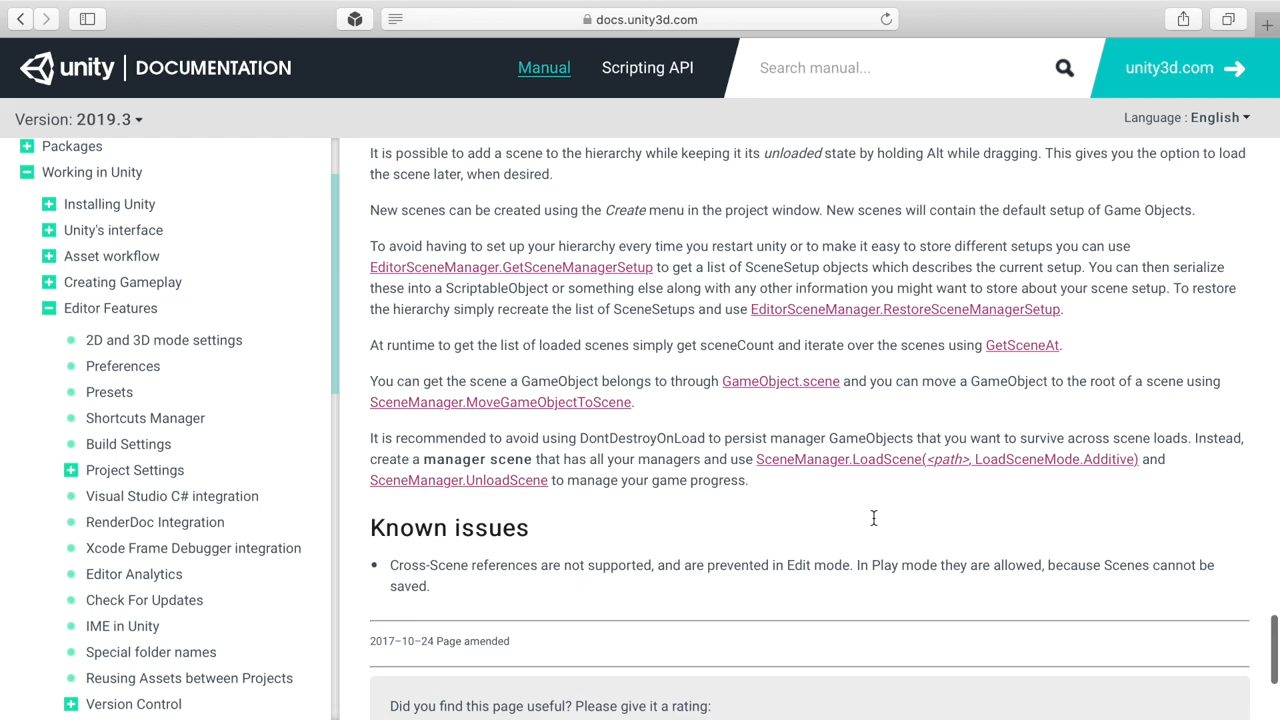 docs.unity3d.com
unity | DOCUMENTATION
Manual
Scripting API
Search manual...
unity3d.com
Version: 2019.3
Language : English
Packages
Working in Unity
Installing Unity
Unity's interface
Asset workflow
Creating Gameplay
Editor Features
2D and 3D mode settings
Preferences
Presets
Shortcuts Manager
Build Settings
Project Settings
Visual Studio C# integration
RenderDoc Integration
Xcode Frame Debugger integration
Editor Analytics
Check For Updates
IME in Unity
Special folder names
Reusing Assets between Projects
Version Control
It is possible to add a scene to the hierarchy while keeping it its unloaded state by holding Alt while dragging. This gives you the option to load
the scene later, when desired.
New scenes can be created using the Create menu in the project window. New scenes will contain the default setup of Game Objects.
To avoid having to set up your hierarchy every time you restart unity or to make it easy to store different setups you can use
EditorSceneManager.GetSceneManagerSetup to get a list of SceneSetup objects which describes the current setup. You can then serialize
these into a ScriptableObject or something else along with any other information you might want to store about your scene setup. To restore
the hierarchy simply recreate the list of SceneSetups and use EditorSceneManager.RestoreSceneManagerSetup.
At runtime to get the list of loaded scenes simply get sceneCount and iterate over the scenes using GetSceneAt.
You can get the scene a GameObject belongs to through GameObject.scene and you can move a GameObject to the root of a scene using
SceneManager.MoveGameObjectToScene.
It is recommended to avoid using DontDestroyOnLoad to persist manager GameObjects that you want to survive across scene loads. Instead,
create a manager scene that has all your managers and use SceneManager.LoadScene(<path>, LoadSceneMode.Additive) and
SceneManager.UnloadScene to manage your game progress.
Known issues
• Cross-Scene references are not supported, and are prevented in Edit mode. In Play mode they are allowed, because Scenes cannot be
saved.
2017–10–24 Page amended
Did you find this page useful? Please give it a rating: